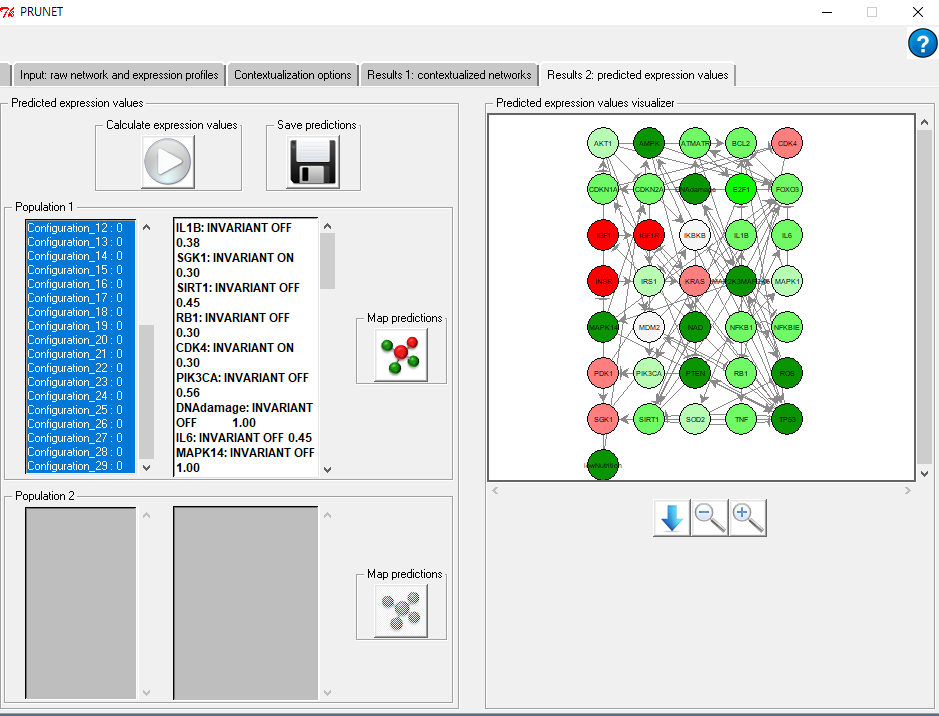 PRUNET
Input: raw network and expression profiles
Contextualization options
Results 1: contextualized networks
Results 2: predicted expression values
Predicted expression values
Calculate expression values
Save predictions
Population 1
Configuration_12 : 0
Configuration_13 : 0
Configuration_14 : 0
Configuration_15 : 0
Configuration_16 : 0
Configuration_17 : 0
Configuration_18 : 0
Configuration_19 : 0
Configuration_20 : 0
Configuration_21 : 0
Configuration_22 : 0
Configuration_23 : 0
Configuration_24 : 0
Configuration_25 : 0
Configuration_26 : 0
Configuration_27 : 0
Configuration_28 : 0
Configuration_29 : 0
IL1B: INVARIANT OFF
0.38
SGK1: INVARIANT ON
0.30
SIRT1: INVARIANT OFF
0.45
RB1: INVARIANT OFF
0.30
CDK4: INVARIANT ON
0.30
PIK3CA: INVARIANT OFF
0.56
DNAdamage: INVARIANT
OFF 1.00
IL6: INVARIANT OFF 0.45
MAPK14: INVARIANT OFF
1.00
Map predictions
Population 2
Map predictions
Predicted expression values visualizer
AKT1 AMPK ATMATR BCL2 CDK4
CDKN1A CDKN2A DNAdamage E2F1 FOXO3
IGF1 IGF1R IKBKB IL1B IL6
INSR IRS1 KRAS MAPK1
MAPK14 MDM2 NAD NFKB1 NFKBIE
PDK1 PIK3CA PTEN RB1 ROS
SGK1 SIRT1 SOD2 TNF TP53
lowNutrition